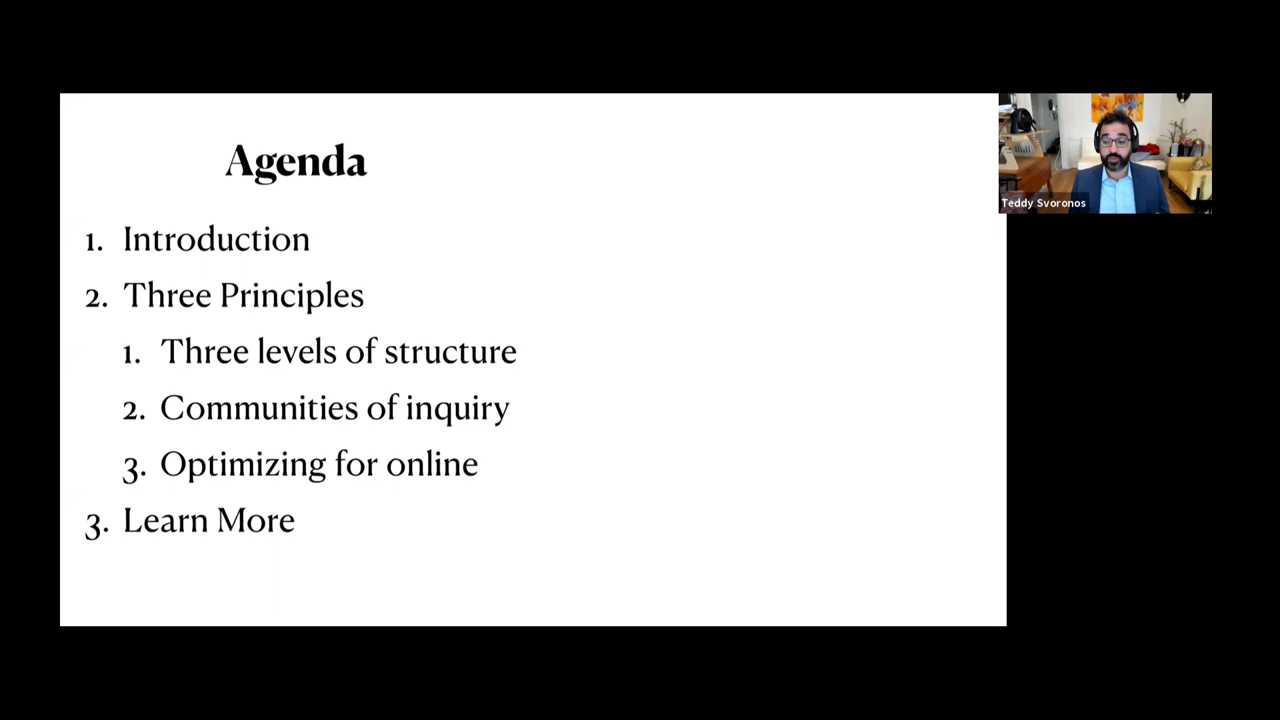 Agenda
1. Introduction
2. Three Principles
1. Three levels of structure
2. Communities of inquiry
3. Optimizing for online
3. Learn More
Teddy Svoronos